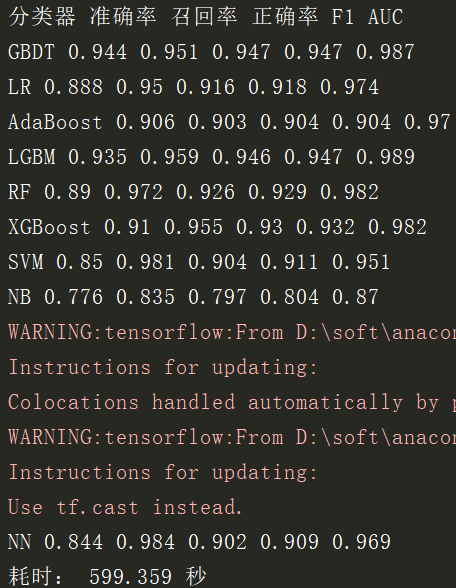 分类器 准确率 召回率 正确率 F1 AUC
GBDT 0.944 0.951 0.947 0.947 0.987
LR 0.888 0.95 0.916 0.918 0.974
AdaBoost 0.906 0.903 0.904 0.904 0.97
LGBM 0.935 0.959 0.946 0.947 0.989
RF 0.89 0.972 0.926 0.929 0.982
XGBoost 0.91 0.955 0.93 0.932 0.982
SVM 0.85 0.981 0.904 0.911 0.951
NB 0.776 0.835 0.797 0.804 0.87
WARNING:tensorflow:From D:\soft\anacon
Instructions for updating:
Colocations handled automatically by p
WARNING:tensorflow:From D:\soft\anacon
Instructions for updating:
Use tf.cast instead.
NN 0.844 0.984 0.902 0.909 0.969
耗时: 599.359 秒